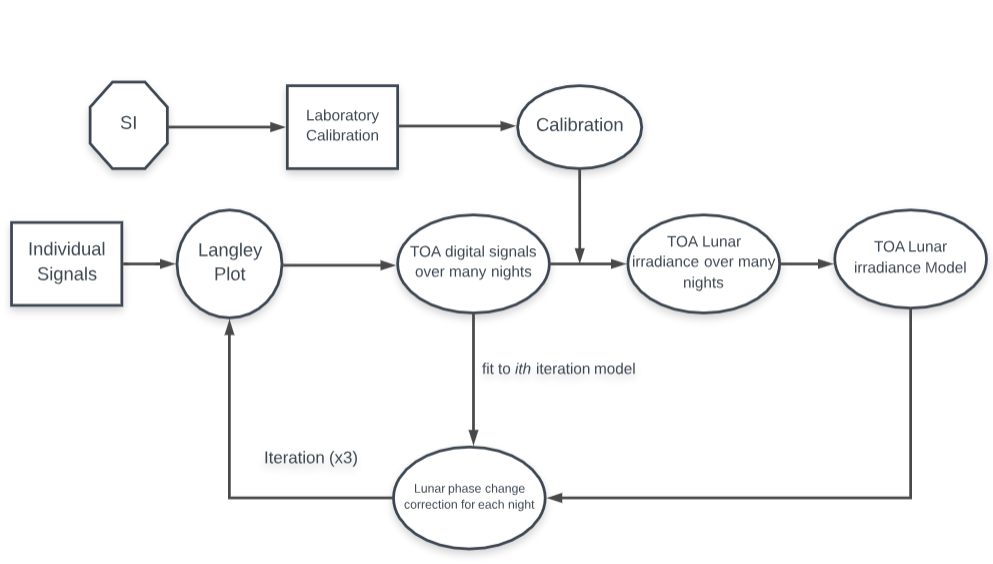 SI
Laboratory
Calibration
Calibration
Individual
Signals
Langley
Plot
TOA digital signals
over many nights
TOA Lunar
irradiance over many
nights
TOA Lunar
irradiance Model
fit to ith iteration model
Iteration (x3)
Lunar phase change
correction for each night